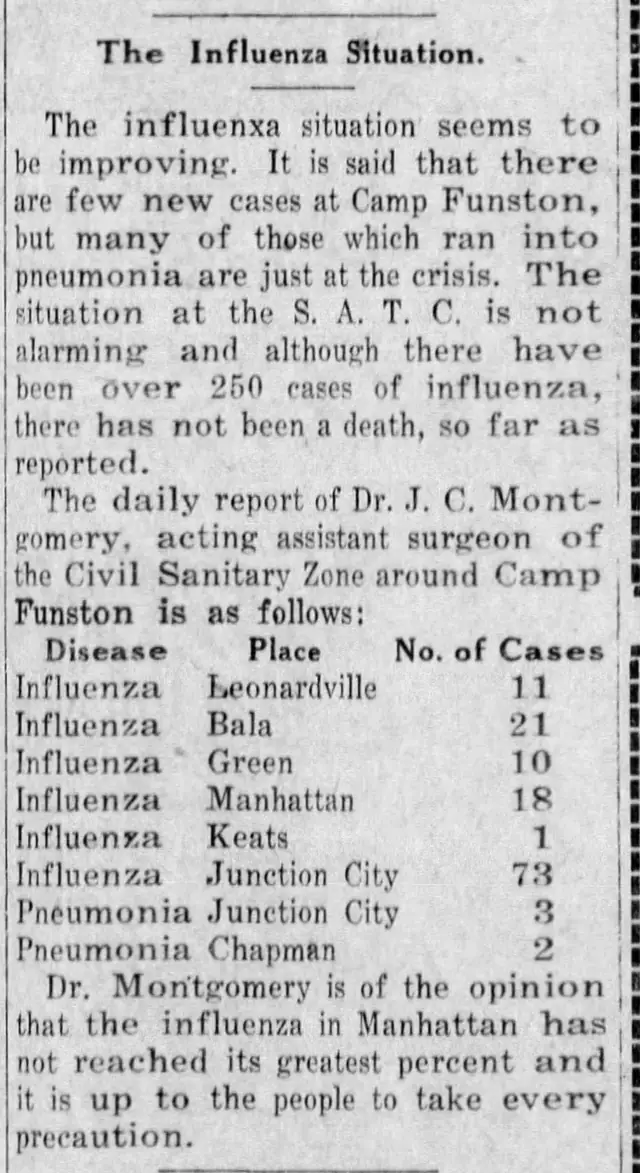 The Influenza Situation.
The influenxa situation seems to
be improving. It is said that there
are few new cases at Camp Funston,
but many of those which ran into
pneumonia are just at the crisis. The
situation at the S. A. T. C. is not
alarming and although there have
been over 250 cases of influenza,
there has not been a death, so far as
reported.
The daily report of Dr. J. C. Mont-
gomery, acting assistant surgeon of
the Civil Sanitary Zone around Camp
Funston is as follows:
Disease Place No. of Cases
Influenza Leonardville 11
Influenza Bala 21
Influenza Green 10
Influenza Manhattan 18
Influenza Keats 1
Influenza Junction City 73
Pneumonia Junction City 3
Pneumonia Chapman 2
Dr. Montgomery is of the opinion
that the influenza in Manhattan has
not reached its greatest percent and
it is up to the people to take every
precaution.